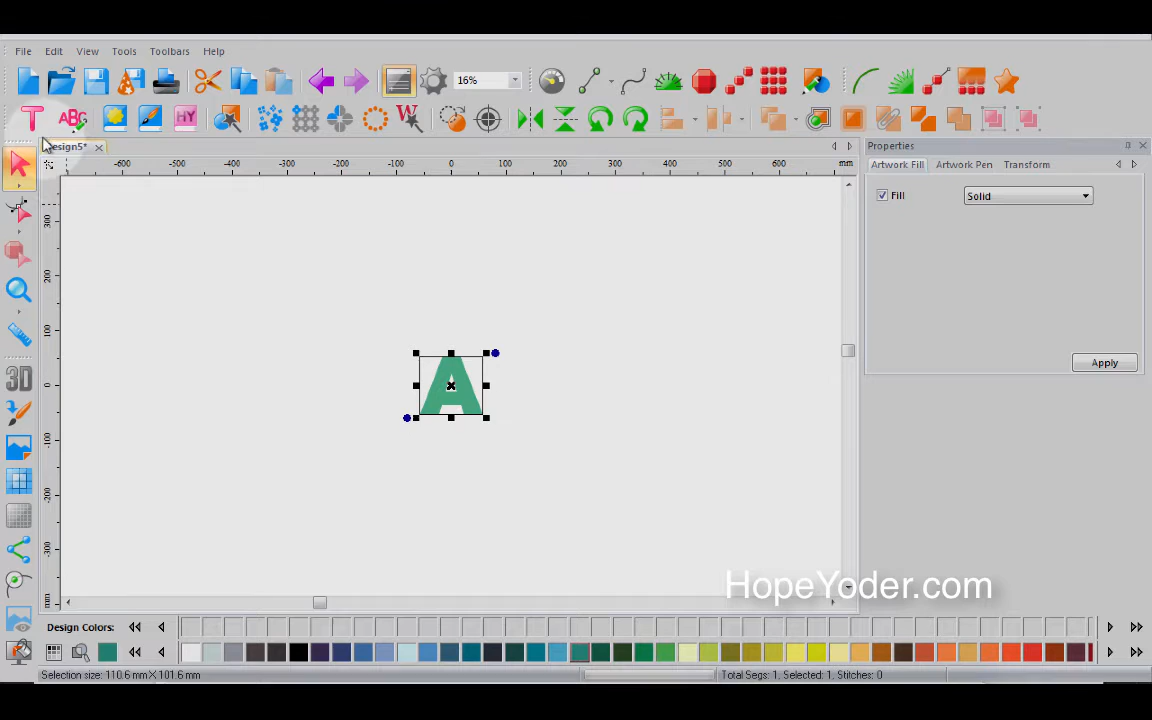 File Edit View Tools Toolbars Help
16%
T ABC HY W
esign5*
-600 -500 -400 -300 -200 -100 0 100 200 300 400 500 600 mm
300
200
100
0
-100
-200
-300
3D
A
Properties
Artwork Fill Artwork Pen Transform
Fill Solid
Apply
HopeYoder.com
Design Colors:
Selection size: 110.6 mm X 101.6 mm Total Segs: 1, Selected: 1, Stitches: 0